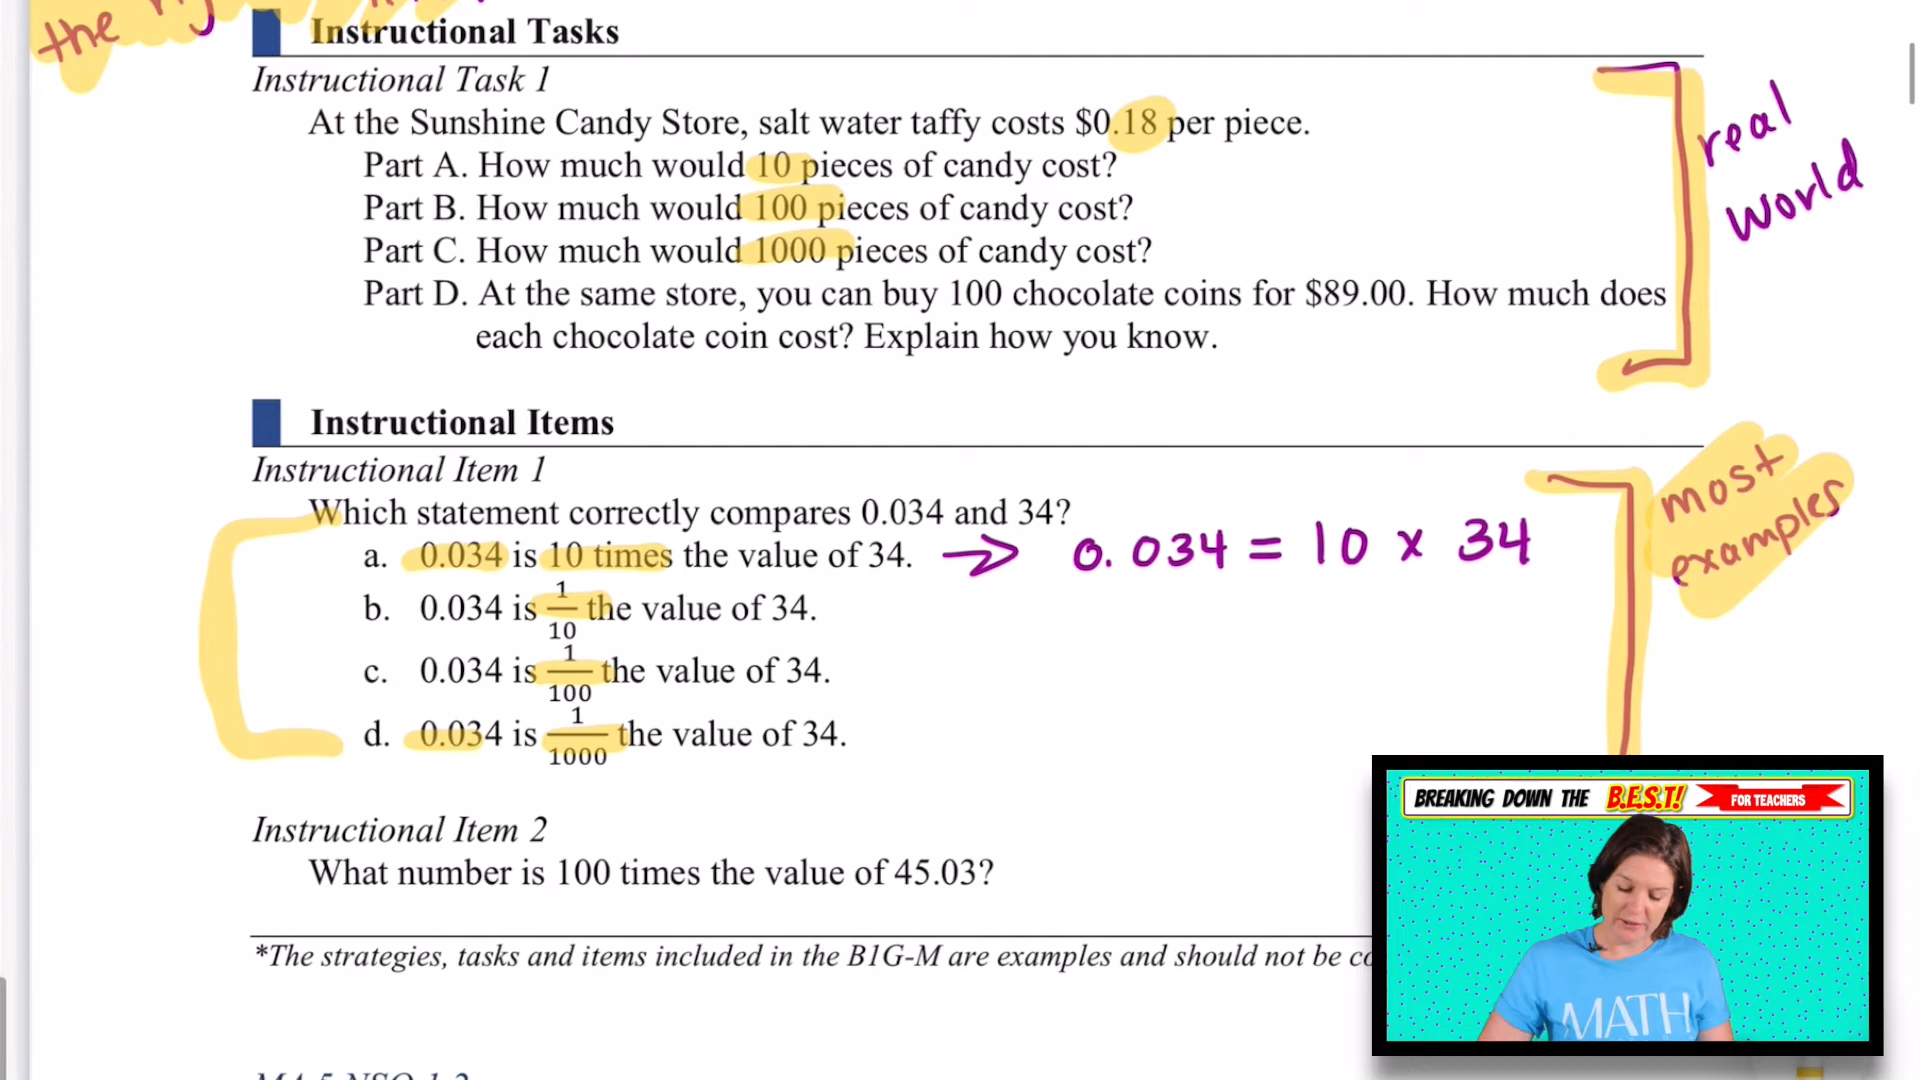 the
Instructional Tasks
Instructional Task 1
At the Sunshine Candy Store, salt water taffy costs $0.18 per piece.
Part A. How much would 10 pieces of candy cost?
Part B. How much would 100 pieces of candy cost?
Part C. How much would 1000 pieces of candy cost?
Part D. At the same store, you can buy 100 chocolate coins for $89.00. How much does
each chocolate coin cost? Explain how you know.
real
world
Instructional Items
Instructional Item 1
Which statement correctly compares 0.034 and 34?
a. 0.034 is 10 times the value of 34. → 0.034 = 10 x 34
b. 0.034 is 1/10 the value of 34.
c. 0.034 is 1/100 the value of 34.
d. 0.034 is 1/1000 the value of 34.
most
examples
Instructional Item 2
What number is 100 times the value of 45.03?
*The strategies, tasks and items included in the B1G-M are examples and should not be
BREAKING DOWN THE B.E.S.T! FOR TEACHERS
MATH